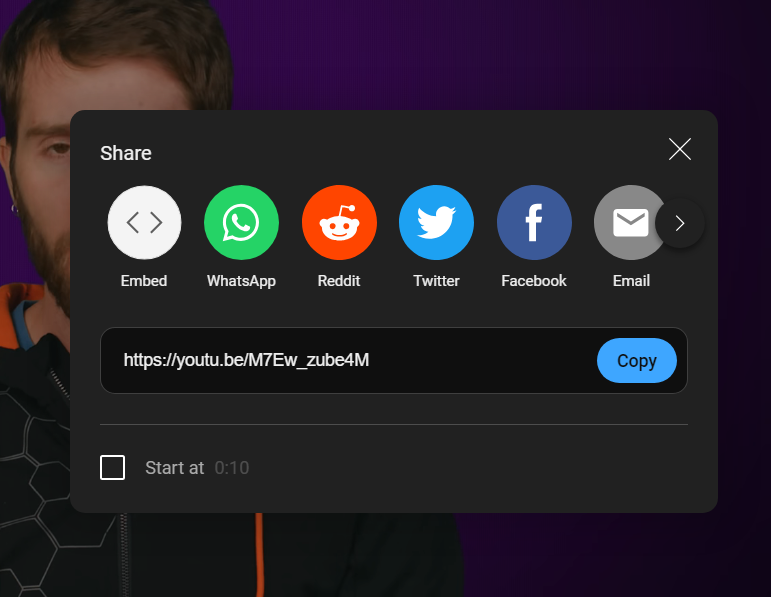 Share
Embed
WhatsApp
Reddit
Twitter
Facebook
Email
https://youtu.be/M7Ew_zube4M
Copy
Start at 0:10